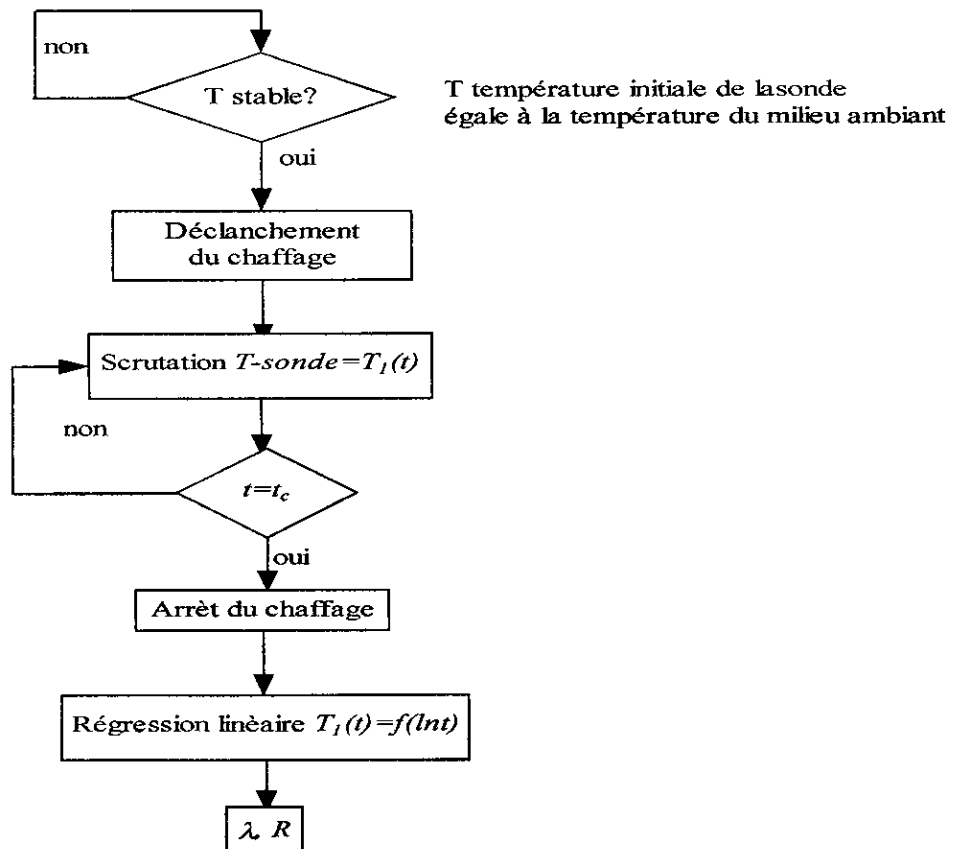 non
T stable?
T température initiale de lasonde
égale à la température du milieu ambiant
oui
Déclanchement
du chaffage
Scrutation T-sonde=T₁(t)
non
t=t_c
oui
Arrèt du chaffage
Régression linèaire T₁(t)=f(lnt)
λ, R